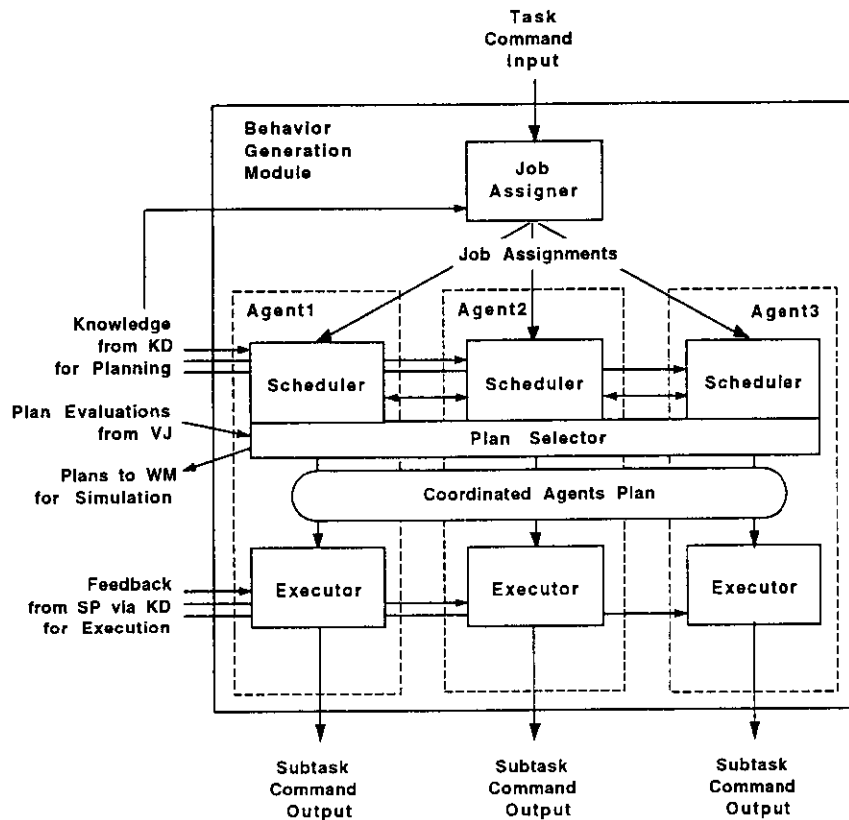 Task
Command
Input
Behavior
Generation
Module
Job
Assigner
Job Assignments
Agent1
Agent2
Agent3
Knowledge
from KD
for Planning
Scheduler
Scheduler
Scheduler
Plan Evaluations
from VJ
Plan Selector
Plans to WM
for Simulation
Coordinated Agents Plan
Feedback
from SP via KD
for Execution
Executor
Executor
Executor
Subtask
Command
Output
Subtask
Command
Output
Subtask
Command
Output